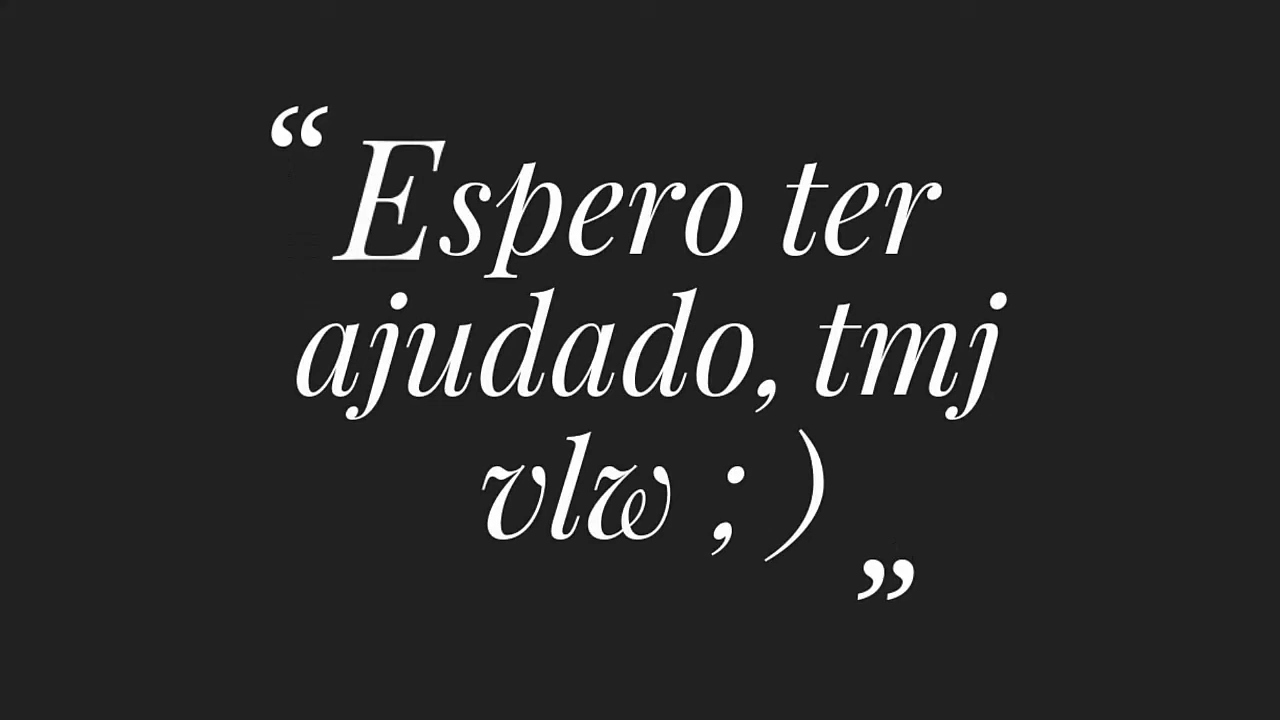 “ Espero ter
ajudado, tmj
vlw ; ) ”